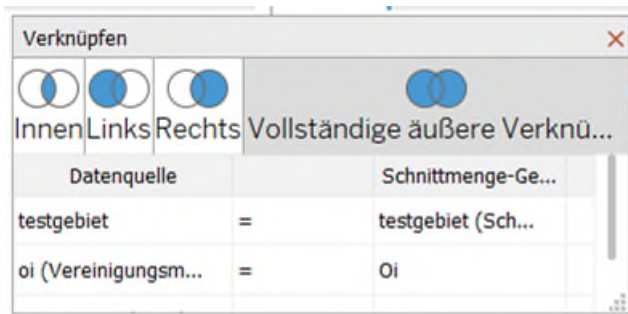 Verknüpfen
Innen Links Rechts Vollständige äußere Verknü...
Datenquelle Schnittmenge-Ge...
testgebiet = testgebiet (Sch...
oi (Vereinigungsm... = Oi